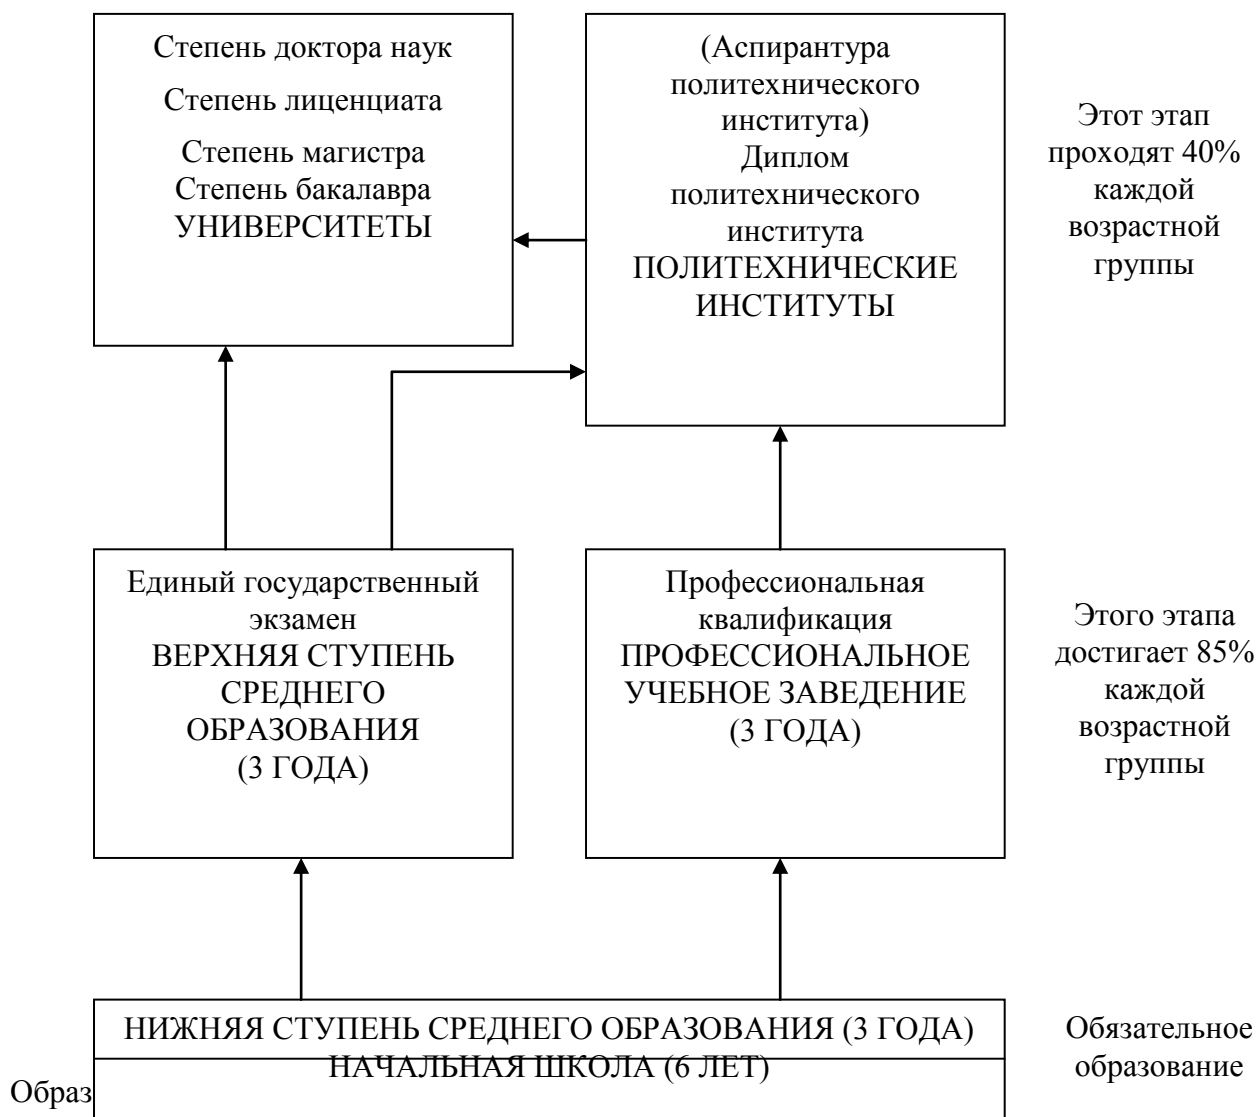 Степень доктора наук
Степень лиценциата
Степень магистра
Степень бакалавра
УНИВЕРСИТЕТЫ
(Аспирантура
политехнического
института)
Диплом
политехнического
института
ПОЛИТЕХНИЧЕСКИЕ
ИНСТИТУТЫ
Этот этап
проходят 40%
каждой
возрастной
группы
Единый государственный
экзамен
ВЕРХНЯЯ СТУПЕНЬ
СРЕДНЕГО
ОБРАЗОВАНИЯ
(3 ГОДА)
Профессиональная
квалификация
ПРОФЕССИОНАЛЬНОЕ
УЧЕБНОЕ ЗАВЕДЕНИЕ
(3 ГОДА)
Этого этапа
достигает 85%
каждой
возрастной
группы
НИЖНЯЯ СТУПЕНЬ СРЕДНЕГО ОБРАЗОВАНИЯ (3 ГОДА)
НАЧАЛЬНАЯ ШКОЛА (6 ЛЕТ)
Обязательное
образование
Образ